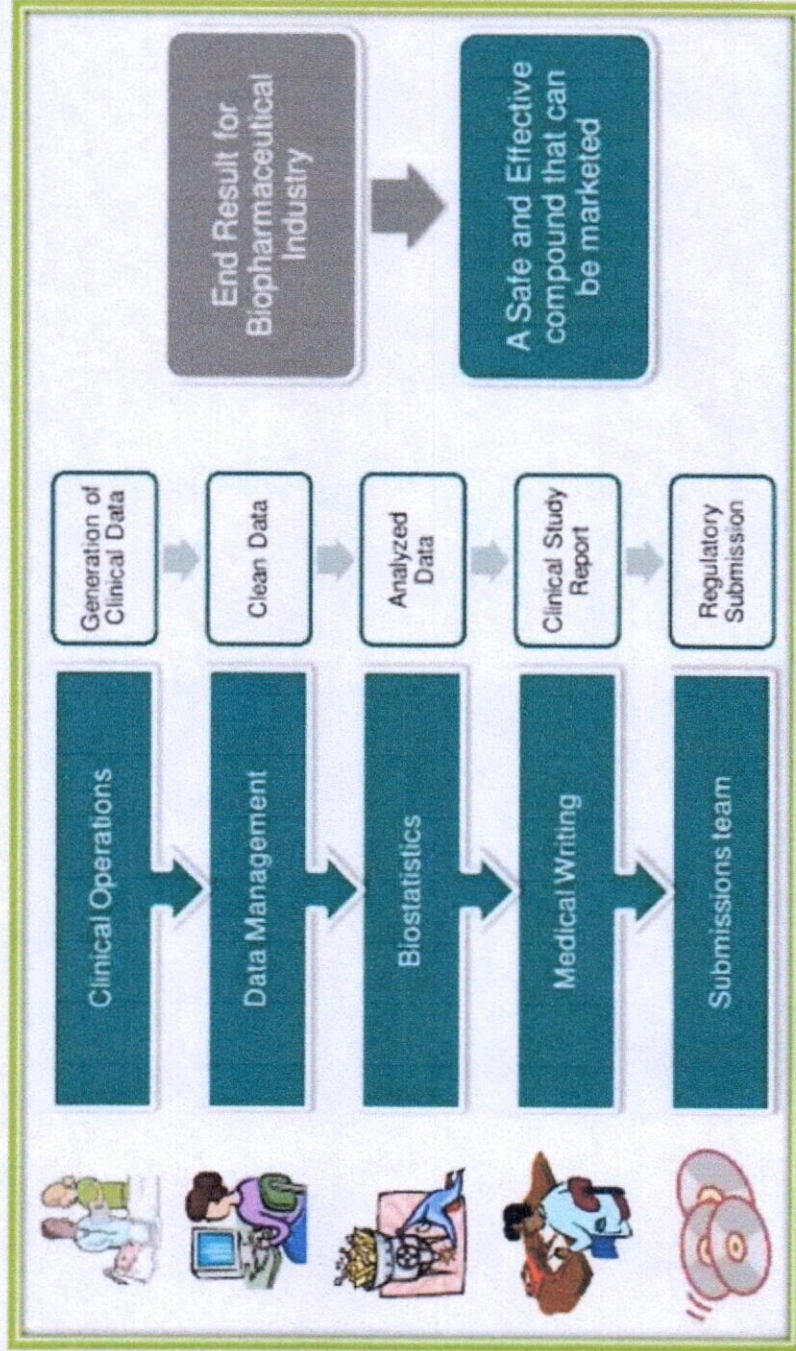 Clinical Operations
Generation of
Clinical Data
Data Management
Clean Data
Biostatistics
Analyzed
Data
Medical Writing
Clinical Study
Report
Submissions team
Regulatory
Submission
End Result for
Biopharmaceutical
Industry
A Safe and Effective
compound that can
be marketed